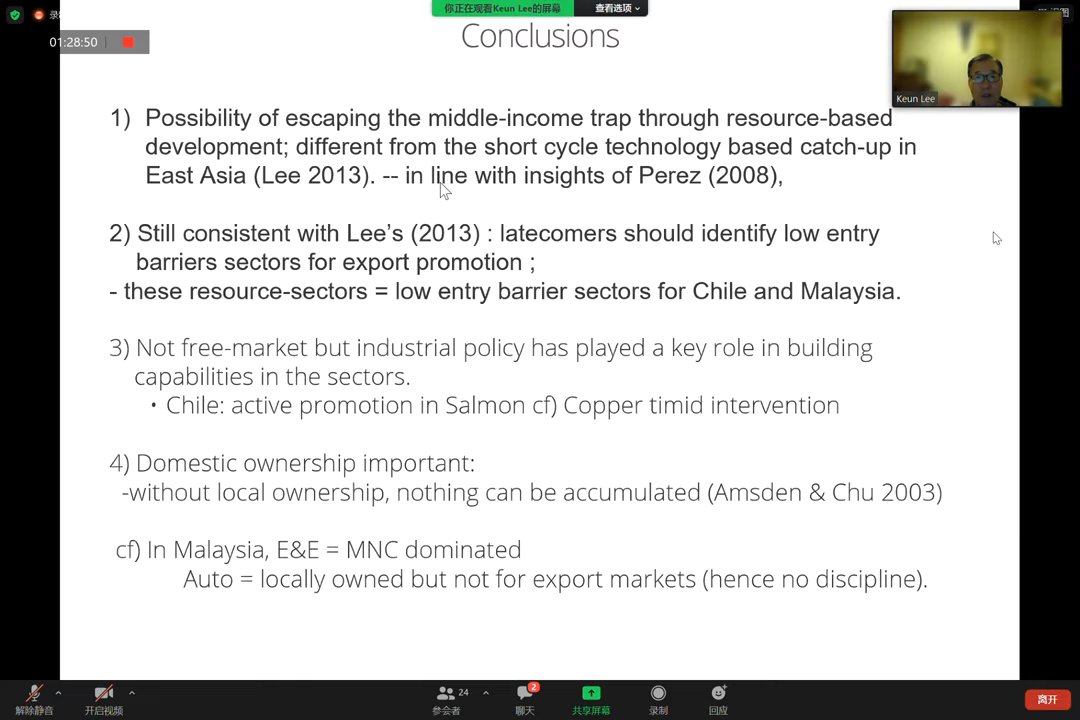 你正在观看Keun Lee的屏幕
查看选项
01:28:50
Conclusions
Keun Lee
1) Possibility of escaping the middle-income trap through resource-based
development; different from the short cycle technology based catch-up in
East Asia (Lee 2013). -- in line with insights of Perez (2008),
2) Still consistent with Lee's (2013) : latecomers should identify low entry
barriers sectors for export promotion ;
- these resource-sectors = low entry barrier sectors for Chile and Malaysia.
3) Not free-market but industrial policy has played a key role in building
capabilities in the sectors.
• Chile: active promotion in Salmon cf) Copper timid intervention
4) Domestic ownership important:
-without local ownership, nothing can be accumulated (Amsden & Chu 2003)
cf) In Malaysia, E&E = MNC dominated
Auto = locally owned but not for export markets (hence no discipline).
24
2
解除静音
开启视频
参会者
聊天
共享屏幕
录制
回应
离开